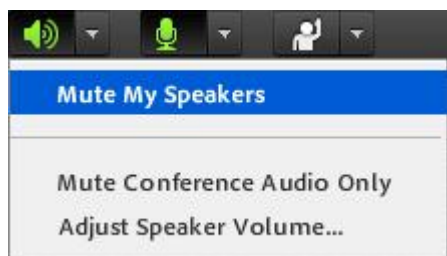 Mute My Speakers
Mute Conference Audio Only
Adjust Speaker Volume...